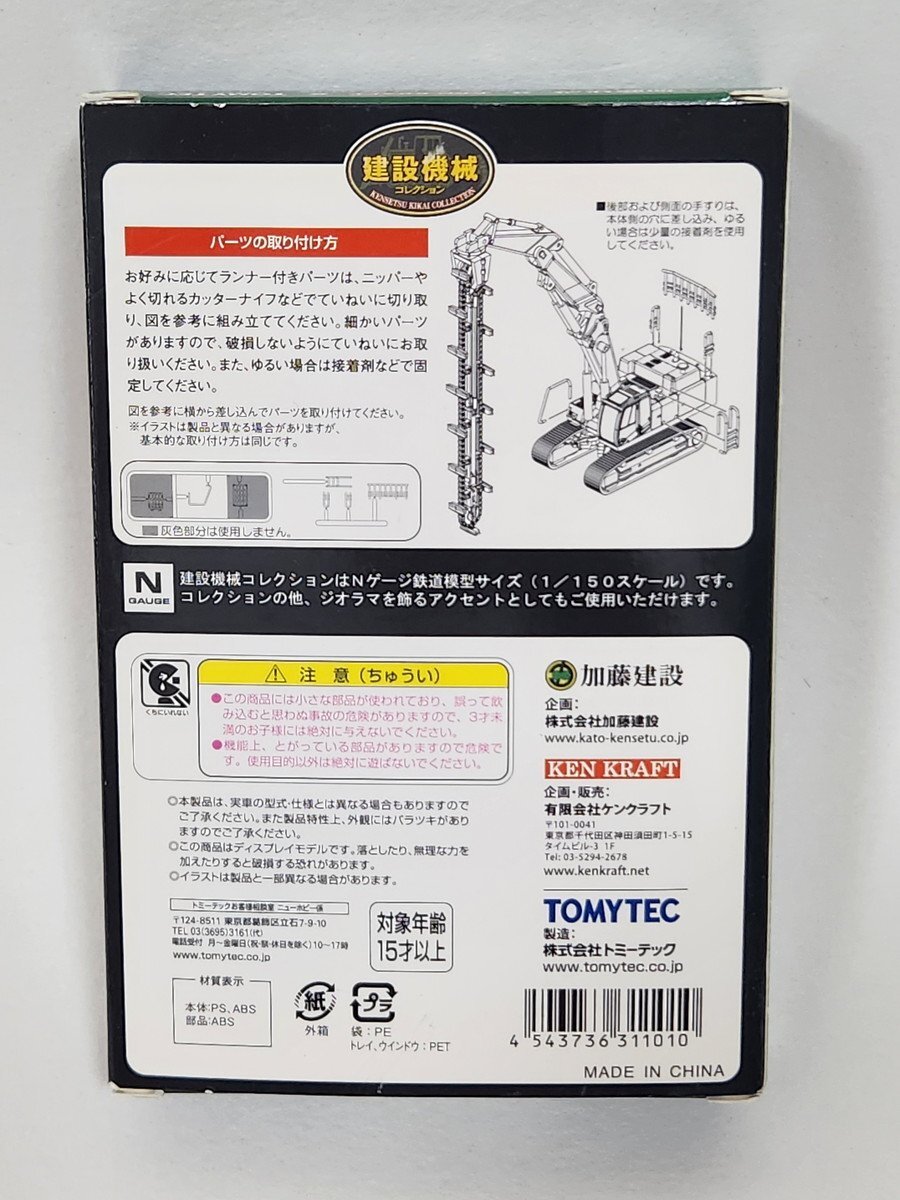 建設機械
コレクション
KENSETSU KIKAI COLLECTION
パーツの取り付け方
お好みに応じてランナー付きパーツは、ニッパーや
よく切れるカッターナイフなどでていねいに切り取
り、図を参考に組み立ててください。細かいパーツ
がありますので、破損しないようにていねいにお取
り扱いください。また、ゆるい場合は接着剤などで固
定してください。
図を参考に横から差し込んでパーツを取り付けてください。
※イラストは製品と異なる場合がありますが、
基本的な取り付け方は同じです。
灰色部分は使用しません。
■後部および側面の手すりは、
本体側の穴に差し込み、ゆる
い場合は少量の接着剤を使用
してください。
N
GAUGE
建設機械コレクションはNゲージ鉄道模型サイズ（1／150スケール）です。
コレクションの他、ジオラマを飾るアクセントとしてもご使用いただけます。
くちにいれない
⚠ 注 意（ちゅうい）
●この商品には小さな部品が使われており、誤って飲
み込むと思わぬ事故の危険がありますので、3才未
満のお子様には絶対に与えないでください。
●機能上、とがっている部品がありますので危険で
す。使用目的以外は絶対に遊ばないでください。
◎本製品は、実車の型式・仕様とは異なる場合もありますので
ご了承ください。また製品特性上、外観にはバラツキがあり
ますのでご了承ください。
◎この商品はディスプレイモデルです。落としたり、無理な力を
加えたりすると破損する恐れがあります。
◎イラストは製品と一部異なる場合があります。
トミーテックお客様相談室 ニューホビー係
〒124-8511 東京都葛飾区立石7-9-10
TEL 03(3695)3161(代)
電話受付 月～金曜日(祝・祭・休日を除く)10～17時
www.tomytec.co.jp
対象年齢
15才以上
材質表示
本体:PS、ABS
部品:ABS
紙
外箱
プラ
袋：PE
トレイ、ウインドウ：PET
加藤建設
企画：
株式会社加藤建設
www.kato-kensetu.co.jp
KEN KRAFT
企画・販売：
有限会社ケンクラフト
〒101-0041
東京都千代田区神田須田町1-5-15
タイムビル-3 1F
Tel: 03-5294-2678
www.kenkraft.net
TOMYTEC
製造：
株式会社トミーテック
www.tomytec.co.jp
4 543736 311010
MADE IN CHINA